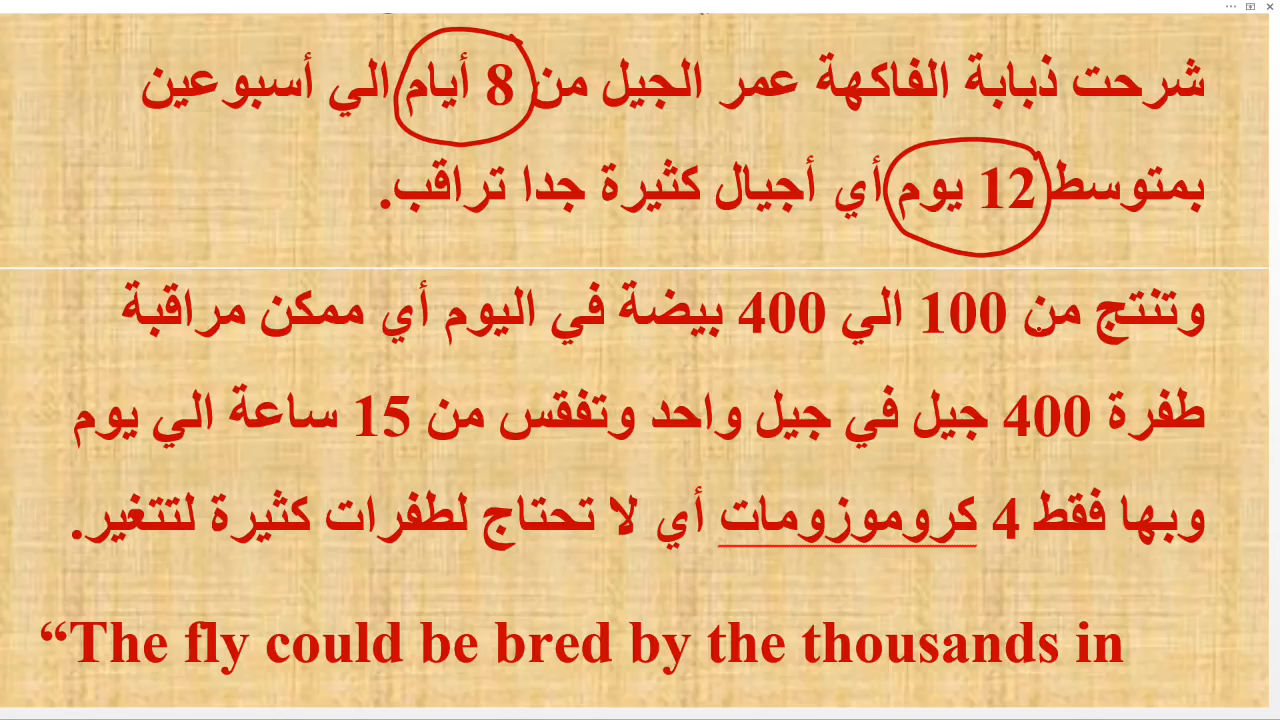 شرحت ذبابة الفاكهة عمر الجيل من 8 أيام الي أسبوعين
بمتوسط 12 يوم أي أجيال كثيرة جدا تراقب.
وتنتج من 100 الي 400 بيضة في اليوم أي ممكن مراقبة
طفرة 400 جيل في جيل واحد وتفقس من 15 ساعة الي يوم
وبها فقط 4 كروموزومات أي لا تحتاج لطفرات كثيرة لتتغير.
“The fly could be bred by the thousands in